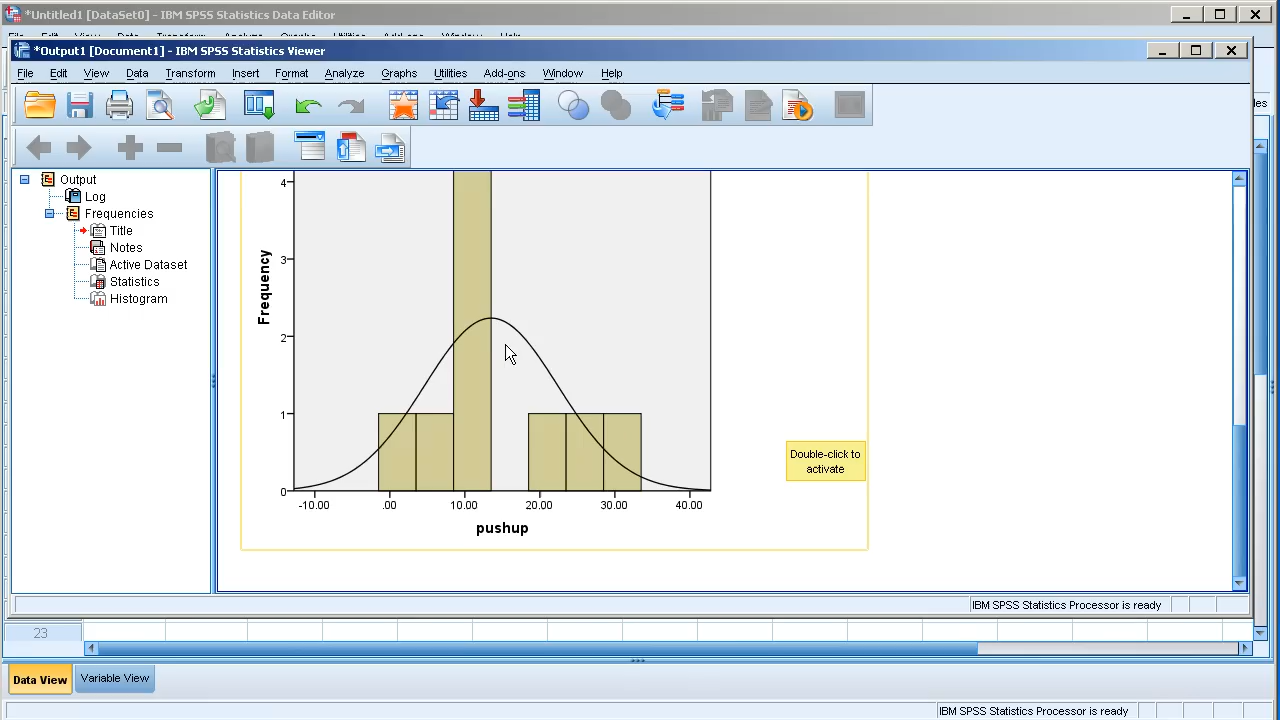 *Untitled1 [DataSet0] - IBM SPSS Statistics Data Editor
*Output1 [Document1] - IBM SPSS Statistics Viewer
File Edit View Data Transform Insert Format Analyze Graphs Utilities Add-ons Window Help
Output
Log
Frequencies
Title
Notes
Active Dataset
Statistics
Histogram
Frequency
4
3
2
1
0
-10.00 .00 10.00 20.00 30.00 40.00
pushup
Double-click to
activate
IBM SPSS Statistics Processor is ready
23
Data View Variable View
IBM SPSS Statistics Processor is ready